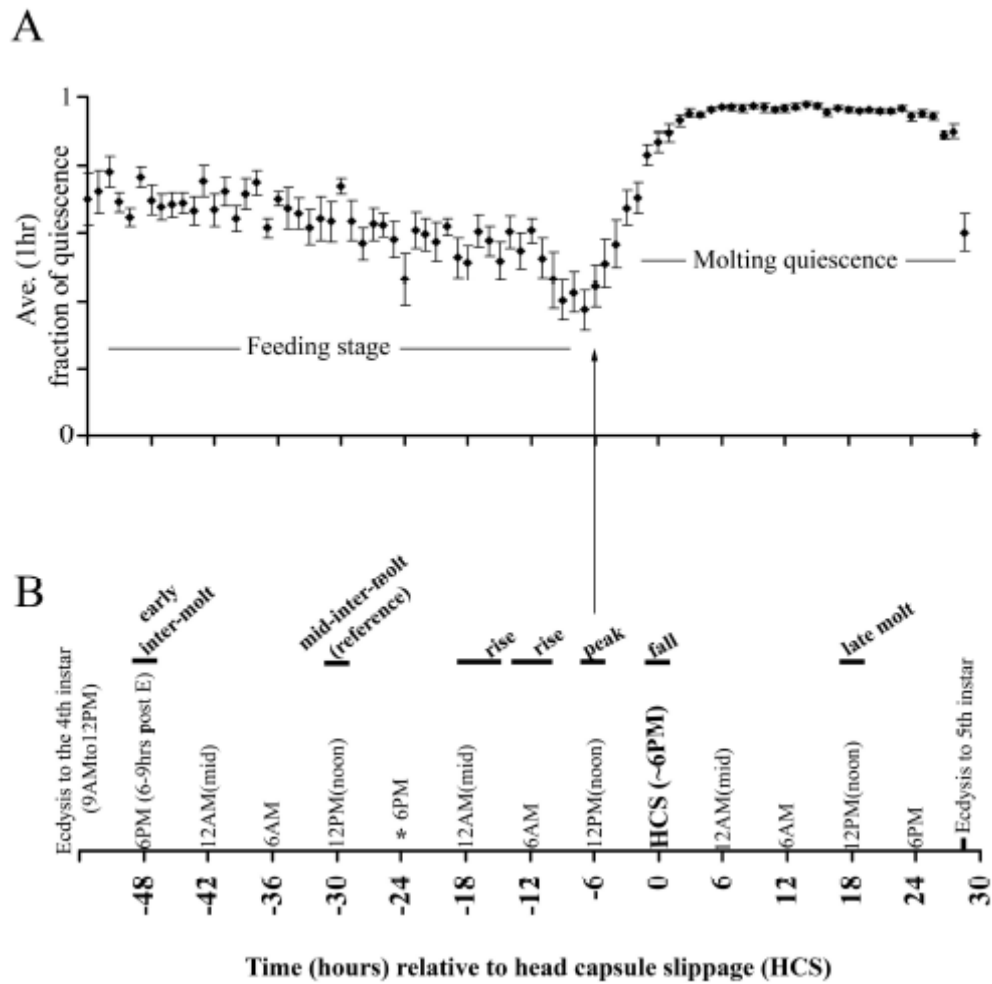 A
1
0
Ave. (1hr)
fraction of quiescence
Feeding stage
Molting quiescence
B
early
inter-molt
mid-inter-molt
(reference)
rise
rise
peak
fall
late molt
Ecdysis to the 4th instar
(9AMto12PM)
6PM (6-9hrs post E)
12AM(mid)
6AM
12PM(noon)
* 6PM
12AM(mid)
6AM
12PM(noon)
HCS (~6PM)
12AM(mid)
6AM
12PM(noon)
6PM
Ecdysis to 5th instar
-48 -42 -36 -30 -24 -18 -12 -6 0 6 12 18 24 30
Time (hours) relative to head capsule slippage (HCS)